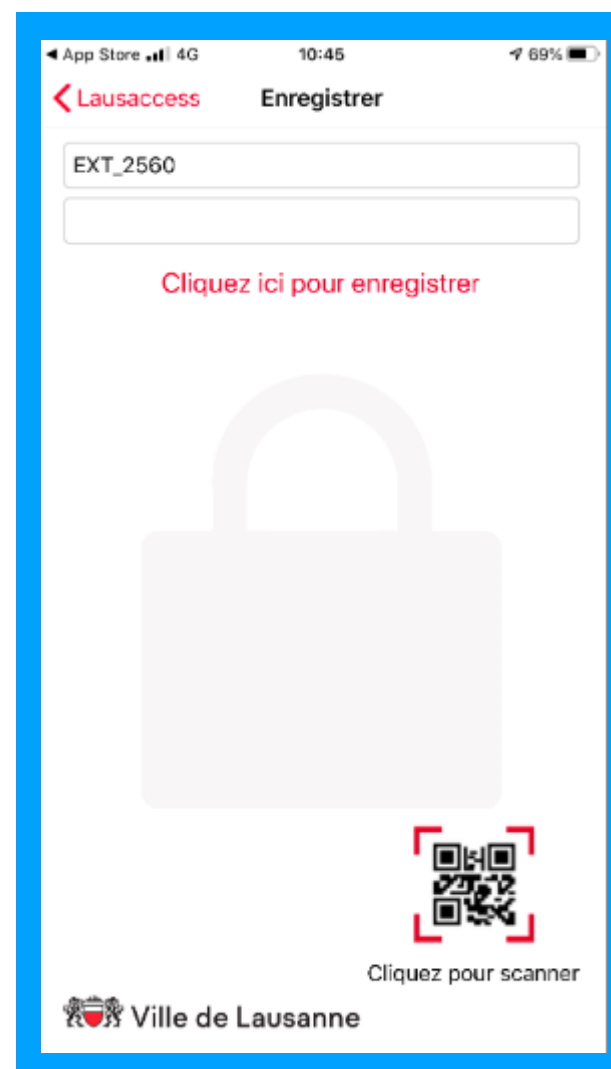 App Store 4G 10:45 69%
Lausaccess Enregistrer
EXT_2560
Cliquez ici pour enregistrer
Cliquez pour scanner
Ville de Lausanne